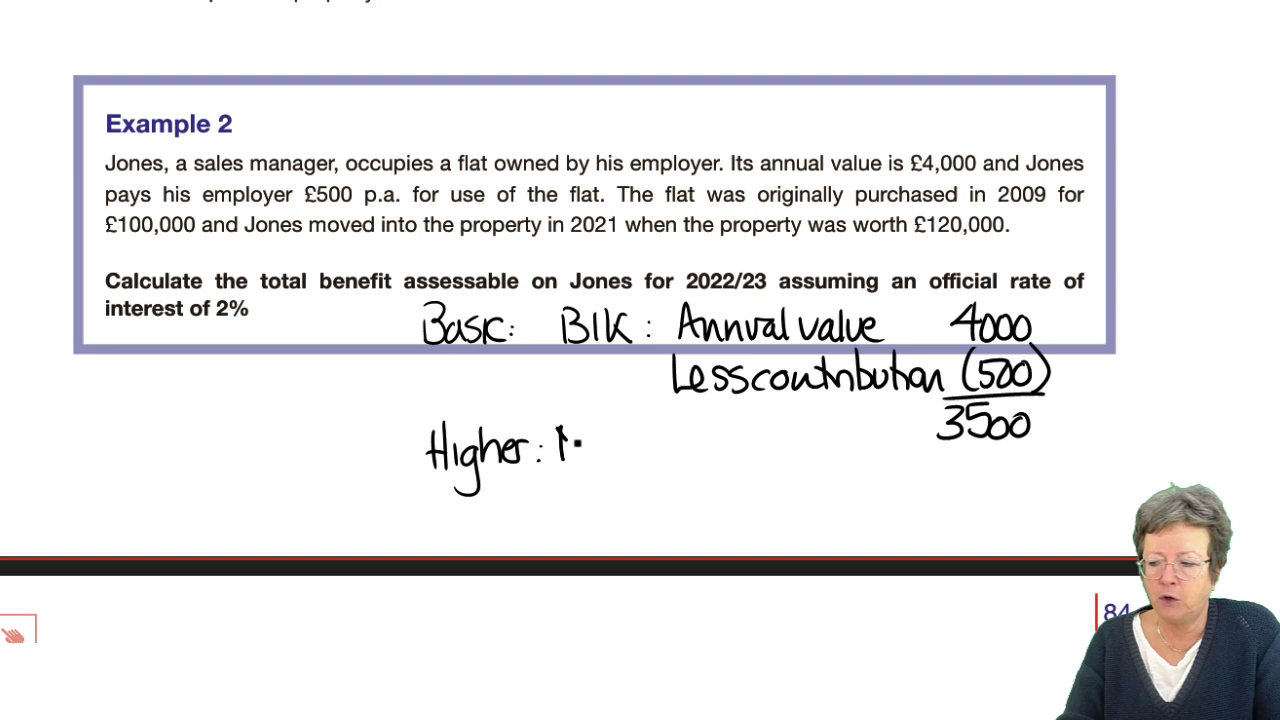 Example 2
Jones, a sales manager, occupies a flat owned by his employer. Its annual value is £4,000 and Jones
pays his employer £500 p.a. for use of the flat. The flat was originally purchased in 2009 for
£100,000 and Jones moved into the property in 2021 when the property was worth £120,000.
Calculate the total benefit assessable on Jones for 2022/23 assuming an official rate of
interest of 2%
Basic: BIK: Annual value 4000
Less contribution (500)
3500
Higher:
84